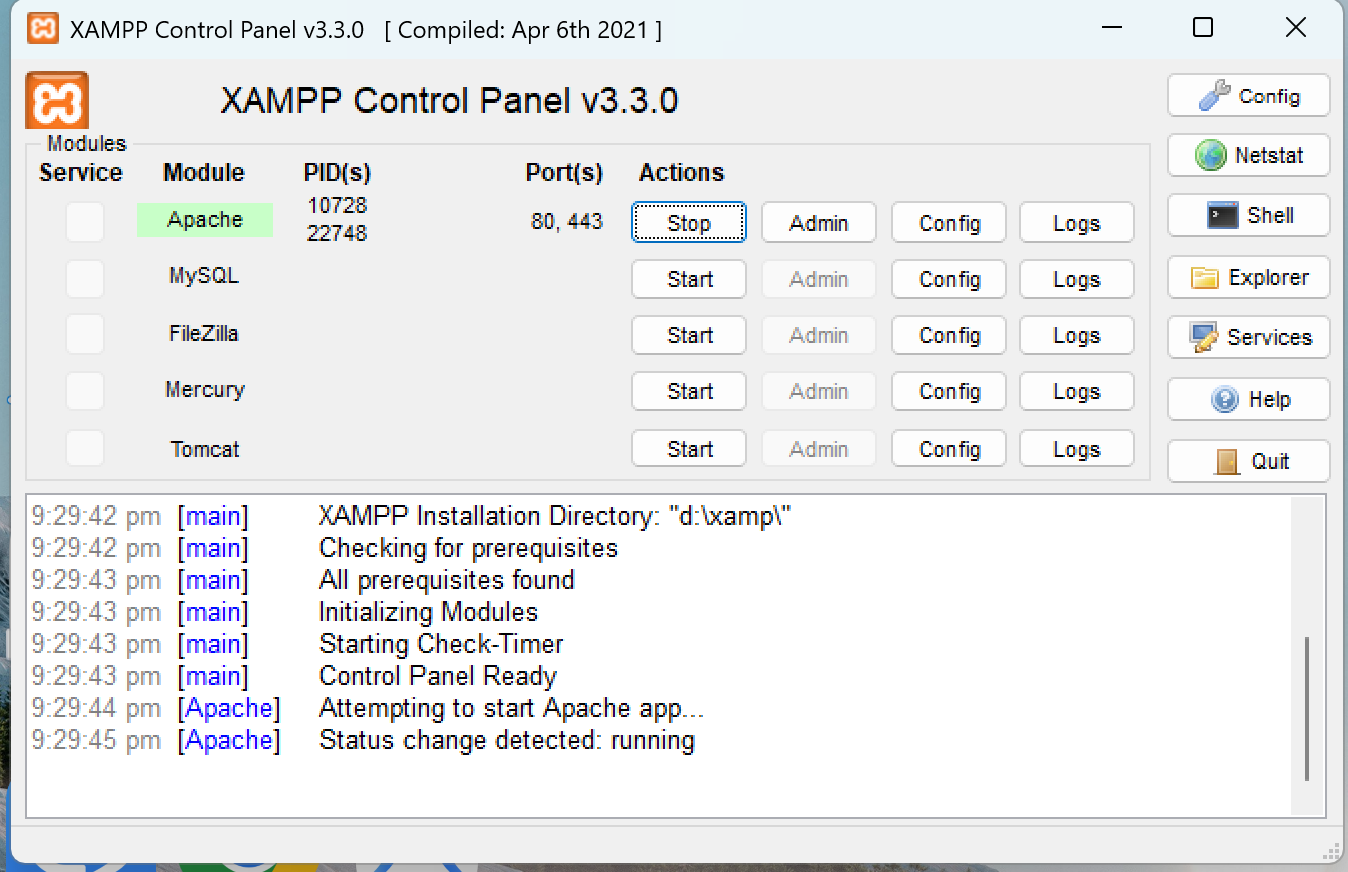 XAMPP Control Panel v3.3.0 [ Compiled: Apr 6th 2021 ]
XAMPP Control Panel v3.3.0
Config
Modules
Service Module PID(s) Port(s) Actions
Netstat
Apache 10728 22748 80, 443 Stop Admin Config Logs
Shell
MySQL Start Admin Config Logs
Explorer
FileZilla Start Admin Config Logs
Services
Mercury Start Admin Config Logs
Help
Tomcat Start Admin Config Logs
Quit
9:29:42 pm [main] XAMPP Installation Directory: "d:\xamp\"
9:29:42 pm [main] Checking for prerequisites
9:29:43 pm [main] All prerequisites found
9:29:43 pm [main] Initializing Modules
9:29:43 pm [main] Starting Check-Timer
9:29:43 pm [main] Control Panel Ready
9:29:44 pm [Apache] Attempting to start Apache app...
9:29:45 pm [Apache] Status change detected: running